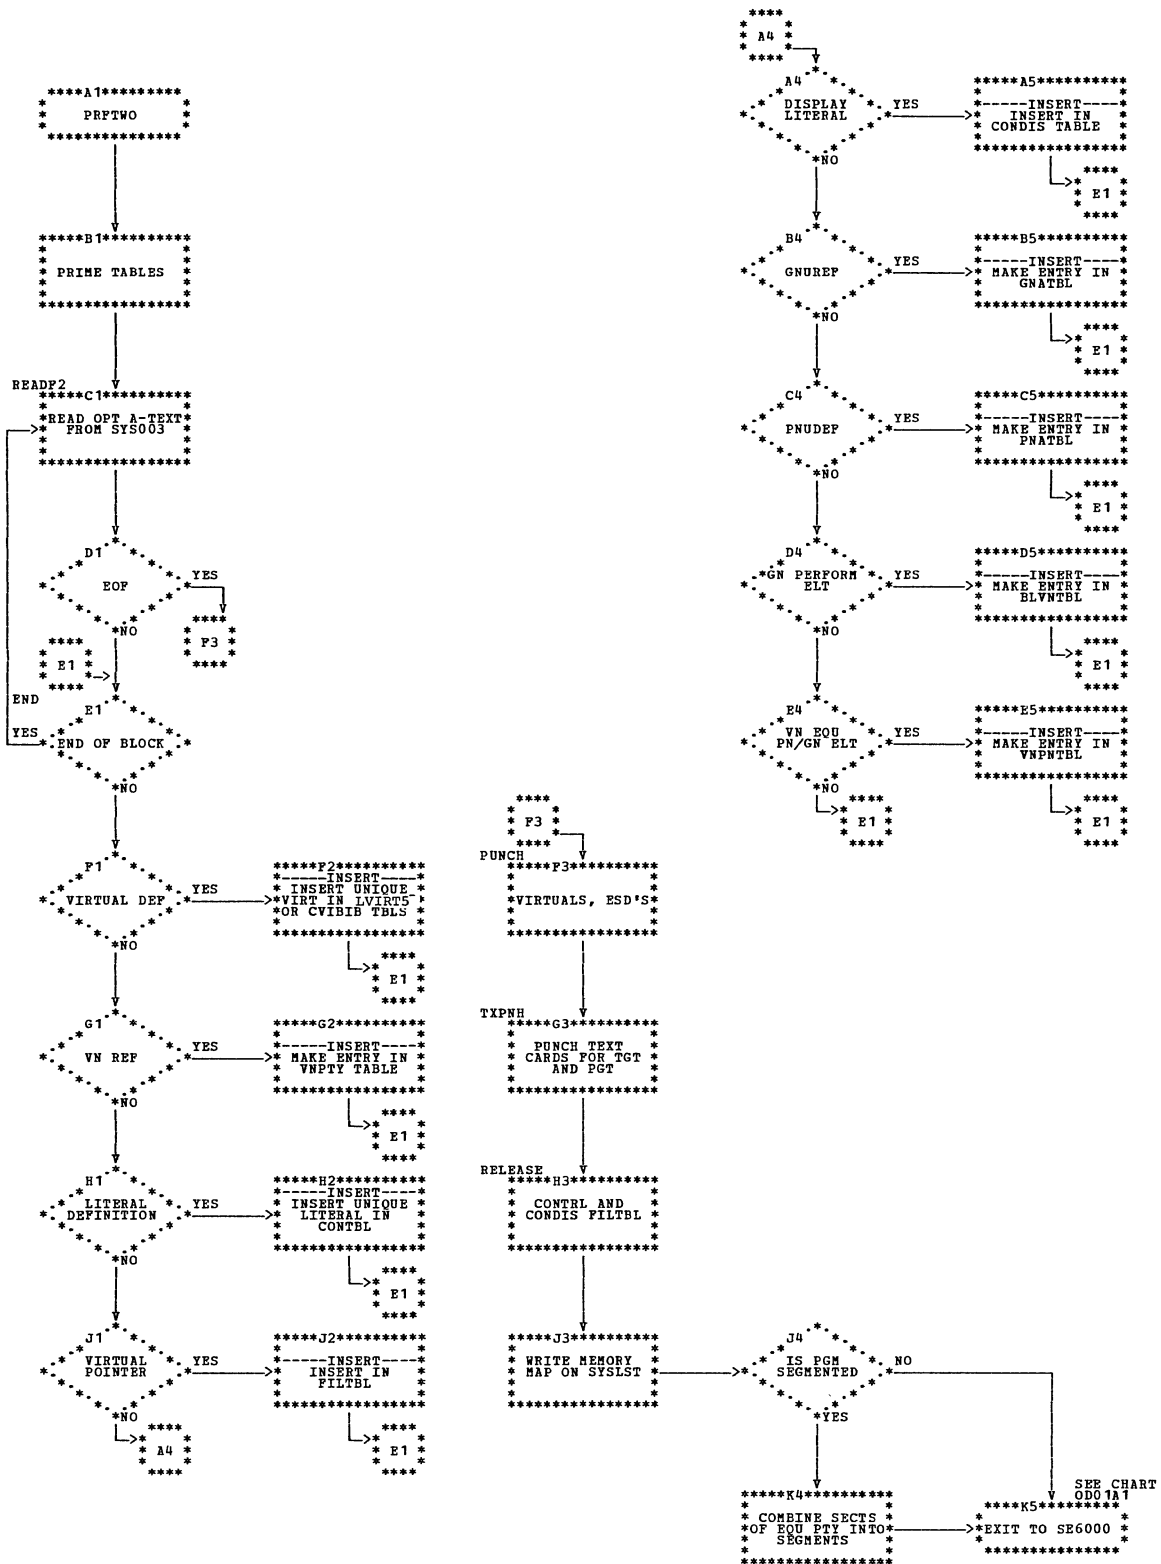 A1
PRFTWO
B1
PRIME TABLES
READF2
C1
READ OPT A-TEXT
FROM SYS003
D1
EOF
YES
NO
F3
E1
END
E1
YES
END OF BLOCK
NO
F1
VIRTUAL DEF
YES
NO
F2
-----INSERT----
INSERT UNIQUE
VIRT IN LVIRT5
OR CVIBIB TBLS
E1
G1
VN REF
YES
NO
G2
-----INSERT----
MAKE ENTRY IN
VNPTY TABLE
E1
H1
LITERAL
DEFINITION
YES
NO
H2
-----INSERT----
INSERT UNIQUE
LITERAL IN
CONTBL
E1
J1
VIRTUAL
POINTER
YES
NO
A4
J2
-----INSERT----
INSERT IN
FILTBL
E1
F3
PUNCH
F3
VIRTUALS, ESD'S
TXPNH
G3
PUNCH TEXT
CARDS FOR TGT
AND PGT
RELEASE
H3
CONTRL AND
CONDIS FILTBL
J3
WRITE MEMORY
MAP ON SYSLST
A4
A4
DISPLAY
LITERAL
YES
NO
A5
-----INSERT----
INSERT IN
CONDIS TABLE
E1
B4
GNUREF
YES
NO
B5
-----INSERT----
MAKE ENTRY IN
GNATBL
E1
C4
PNUDEF
YES
NO
C5
-----INSERT----
MAKE ENTRY IN
PNATBL
E1
D4
GN PERFORM
ELT
YES
NO
D5
-----INSERT----
MAKE ENTRY IN
BLVNTBL
E1
E4
VN EQU
PN/GN ELT
YES
NO
E1
E5
-----INSERT----
MAKE ENTRY IN
VNPNTBL
E1
J4
IS PGM
SEGMENTED
NO
YES
K4
COMBINE SECTS
OF EQU PTY INTO
SEGMENTS
SEE CHART
OD01A1
K5
EXIT TO SE6000